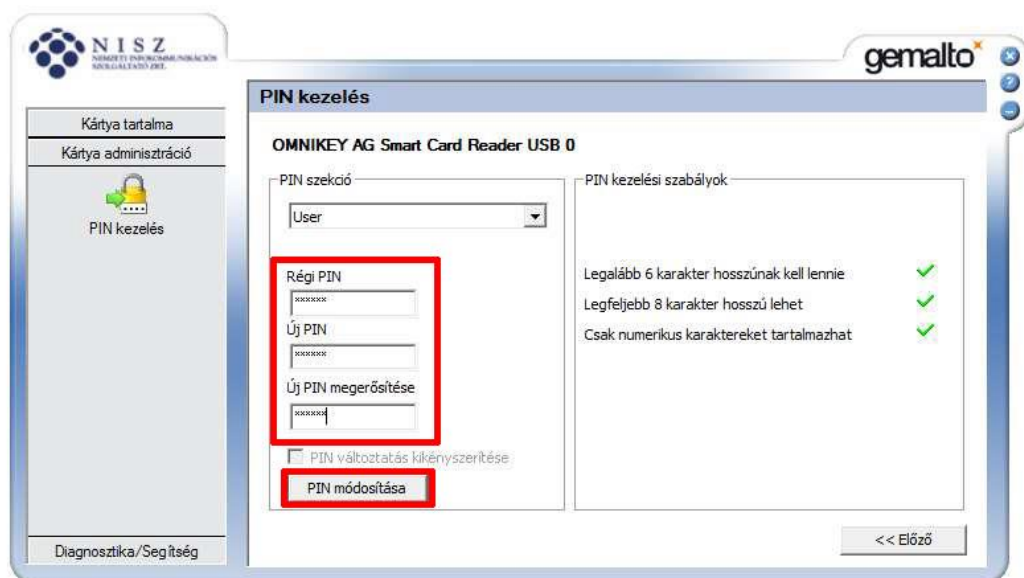 NISZ
NEMZETI INFOKOMMUNIKÁCIÓS
SZOLGÁLTATÓ ZRT.
gemalto
PIN kezelés
Kártya tartalma
Kártya adminisztráció
PIN kezelés
Diagnosztika/Segítség
OMNIKEY AG Smart Card Reader USB 0
PIN szekció
User
Régi PIN
××××××
Új PIN
××××××
Új PIN megerősítése
××××××
PIN változtatás kikényszerítése
PIN módosítása
PIN kezelési szabályok
Legalább 6 karakter hosszúnak kell lennie
Legfeljebb 8 karakter hosszú lehet
Csak numerikus karaktereket tartalmazhat
<< Előző